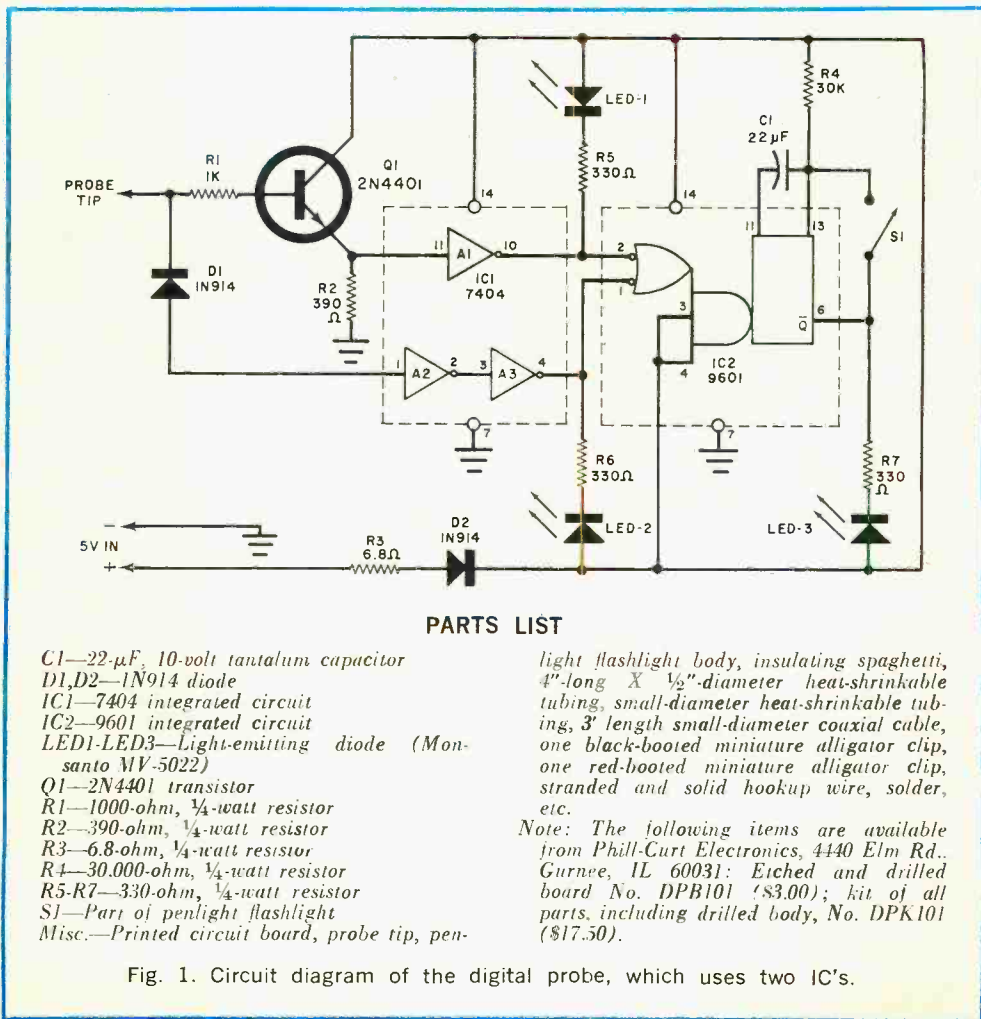 R4
30K
LED-1
C1
22µF
R1
1K
Q1
2N4401
R5
330Ω
PROBE
TIP
14
14
11
13
S1
D1
1N914
R2
390
Ω
11
A1
10
IC1
7404
2
1
3
4
Q̅
6
IC2
9601
1
A2
2
3
A3
4
7
7
R6
330Ω
R7
330
Ω
LED-2
LED-3
−
5V IN
+
R3
6.8Ω
D2
1N914
PARTS LIST
C1—22-µF, 10-volt tantalum capacitor
D1,D2—1N914 diode
IC1—7404 integrated circuit
IC2—9601 integrated circuit
LED1-LED3—Light-emitting diode (Mon-
santo MV-5022)
Q1—2N4401 transistor
R1—1000-ohm, ¼-watt resistor
R2—390-ohm, ¼-watt resistor
R3—6.8-ohm, ¼-watt resistor
R4—30.000-ohm, ¼-watt resistor
R5-R7—330-ohm, ¼-watt resistor
S1—Part of penlight flashlight
Misc.—Printed circuit board, probe tip, pen-
light flashlight body, insulating spaghetti,
4"-long X ½"-diameter heat-shrinkable
tubing, small-diameter heat-shrinkable tub-
ing, 3' length small-diameter coaxial cable,
one black-booted miniature alligator clip,
one red-booted miniature alligator clip,
stranded and solid hookup wire, solder,
etc.
Note: The following items are available
from Phill-Curt Electronics, 4440 Elm Rd..
Gurnee, IL 60031: Etched and drilled
board No. DPB101 ($3.00); kit of all
parts, including drilled body, No. DPK101
($17.50).
Fig. 1. Circuit diagram of the digital probe, which uses two IC's.